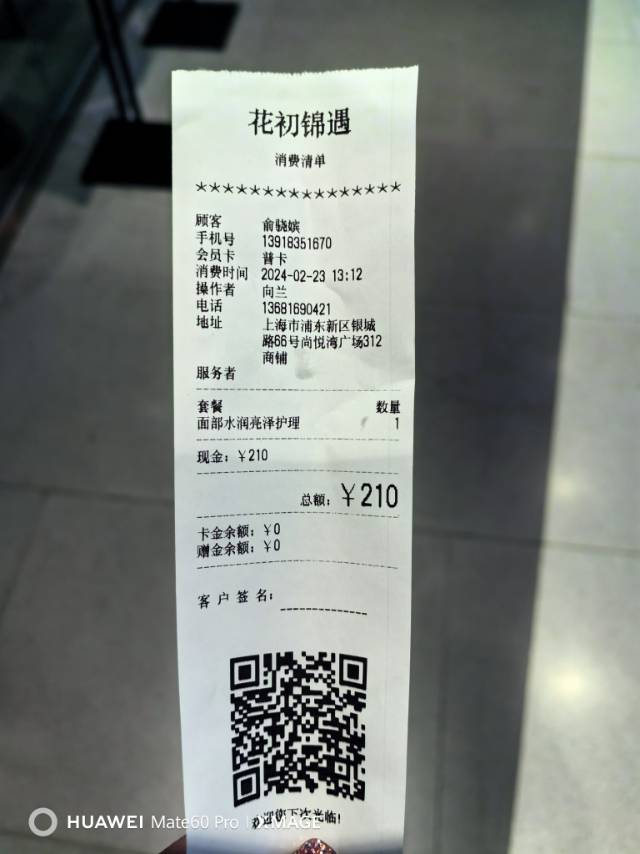 花初锦遇
消费清单
***************
顾客 俞骁嫔
手机号 13918351670
会员卡 普卡
消费时间 2024-02-23 13:12
操作者 向兰
电话 13681690421
地址 上海市浦东新区银城
路66号尚悦湾广场312
商铺
服务者
套餐 数量
面部水润亮泽护理 1
现金：￥210
总额：￥210
卡金余额：￥0
赠金余额：￥0
客户签名：
欢迎您下次光临！
HUAWEI Mate60 Pro | XMAGE